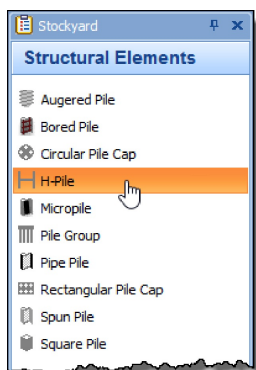 Stockyard
Structural Elements
Augered Pile
Bored Pile
Circular Pile Cap
H-Pile
Micropile
Pile Group
Pipe Pile
Rectangular Pile Cap
Spun Pile
Square Pile